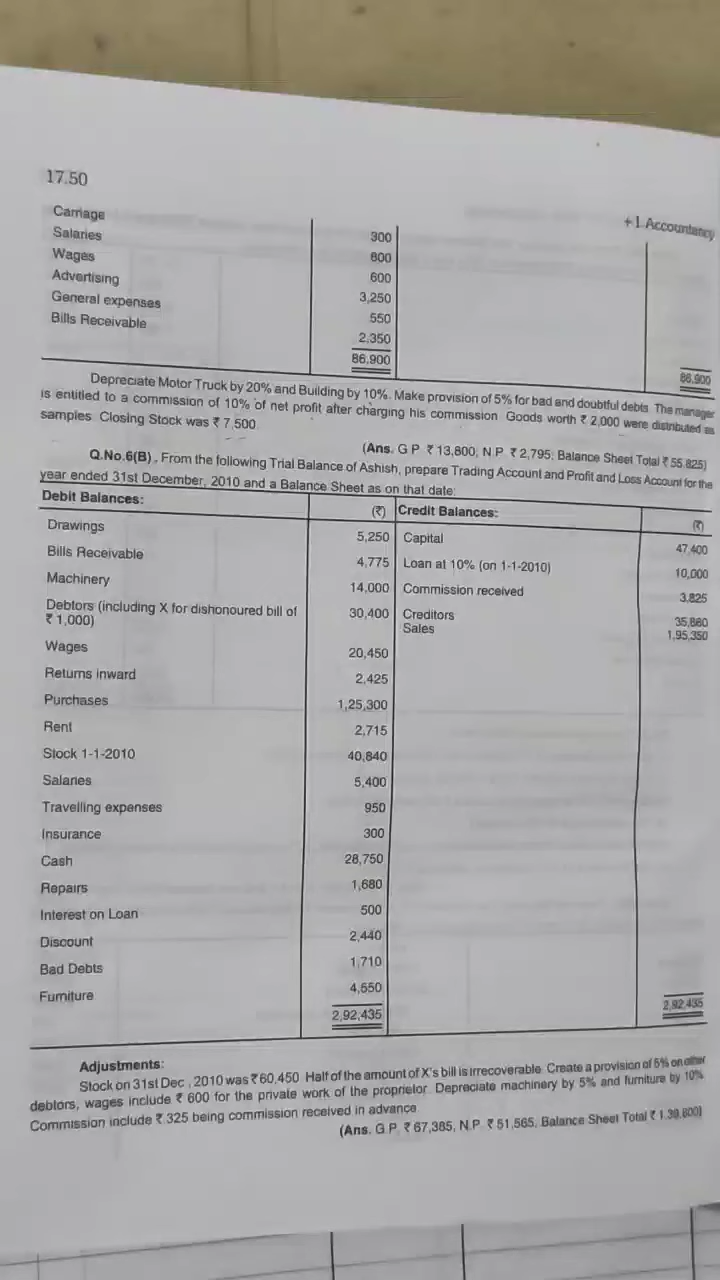 17.50
+1 Accountancy
Carriage 300
Salaries 800
Wages 600
Advertising 3,250
General expenses 550
Bills Receivable 2,350
86,900 86,900
Depreciate Motor Truck by 20% and Building by 10%. Make provision of 5% for bad and doubtful debts. The manager
is entitled to a commission of 10% of net profit after charging his commission. Goods worth ₹ 2,000 were distributed as
samples. Closing Stock was ₹ 7,500.
(Ans. G.P. ₹ 13,800; N.P. ₹ 2,795; Balance Sheet Total ₹ 55,825)
Q.No.6(B). From the following Trial Balance of Ashish, prepare Trading Account and Profit and Loss Account for the
year ended 31st December, 2010 and a Balance Sheet as on that date:
Debit Balances: (₹) Credit Balances: (₹)
Drawings 5,250 Capital 47,400
Bills Receivable 4,775 Loan at 10% (on 1-1-2010) 10,000
Machinery 14,000 Commission received 3,825
Debtors (including X for dishonoured bill of 30,400 Creditors 35,860
₹ 1,000) Sales 1,95,350
Wages 20,450
Returns inward 2,425
Purchases 1,25,300
Rent 2,715
Stock 1-1-2010 40,840
Salaries 5,400
Travelling expenses 950
Insurance 300
Cash 28,750
Repairs 1,680
Interest on Loan 500
Discount 2,440
Bad Debts 1,710
Furniture 4,550
2,92,435 2,92,435
Adjustments:
Stock on 31st Dec., 2010 was ₹ 60,450. Half of the amount of X's bill is irrecoverable. Create a provision of 5% on other
debtors, wages include ₹ 600 for the private work of the proprietor. Depreciate machinery by 5% and furniture by 10%.
Commission include ₹ 325 being commission received in advance.
(Ans. G.P. ₹ 67,385, N.P. ₹ 51,565, Balance Sheet Total ₹ 1,39,600)